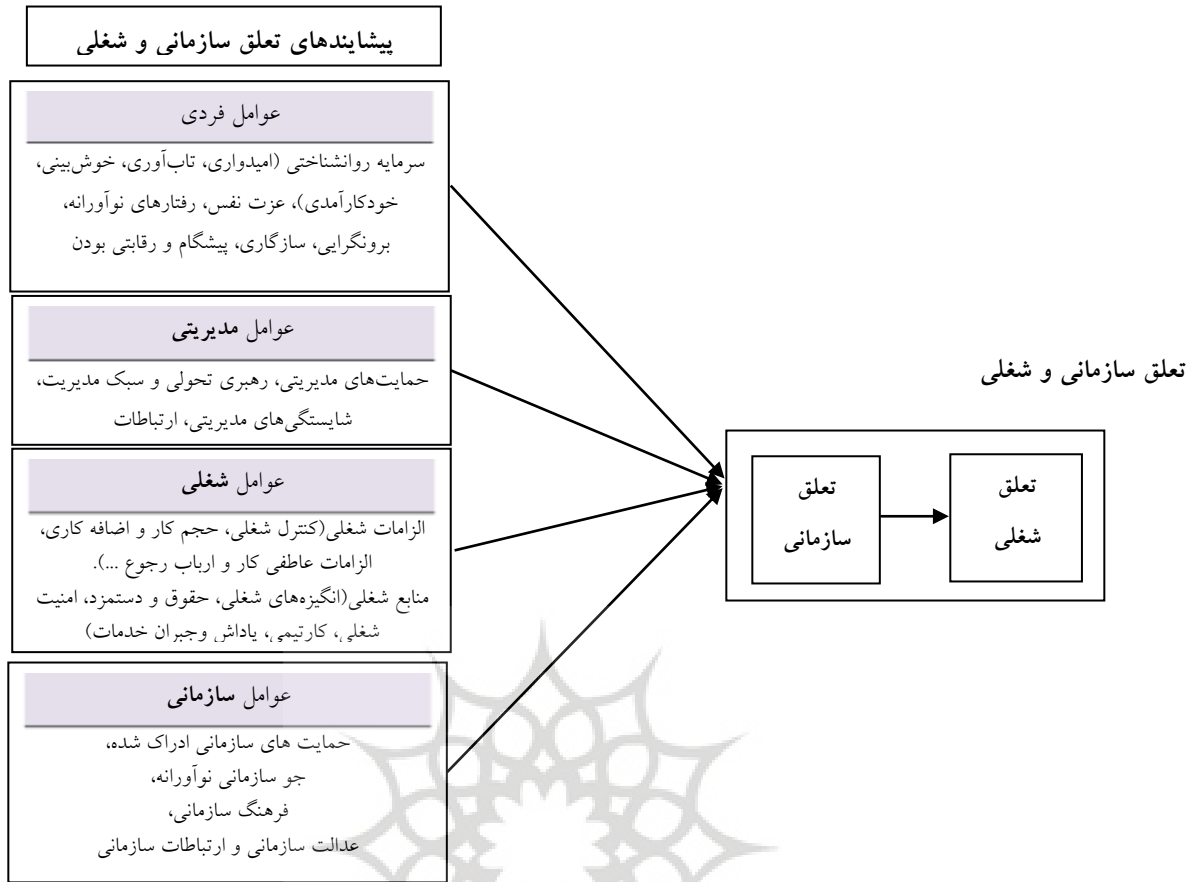 پیشایندهای تعلق سازمانی و شغلی
عوامل فردی
سرمایه روانشناختی (امیدواری، تاب‌آوری، خوش‌بینی،
خودکارآمدی)، عزت نفس، رفتارهای نوآورانه،
برونگرایی، سازگاری، پیشگام و رقابتی بودن
عوامل مدیریتی
حمایت‌های مدیریتی، رهبری تحولی و سبک مدیریت،
شایستگی‌های مدیریتی، ارتباطات
عوامل شغلی
الزامات شغلی(کنترل شغلی، حجم کار و اضافه کاری،
الزامات عاطفی کار و ارباب رجوع ...).
منابع شغلی(انگیزه‌های شغلی، حقوق و دستمزد، امنیت
شغلی، کارتیمی، پاداش وجبران خدمات)
عوامل سازمانی
حمایت های سازمانی ادراک شده،
جو سازمانی نوآورانه،
فرهنگ سازمانی،
عدالت سازمانی و ارتباطات سازمانی
تعلق سازمانی و شغلی
تعلق
سازمانی
تعلق
شغلی